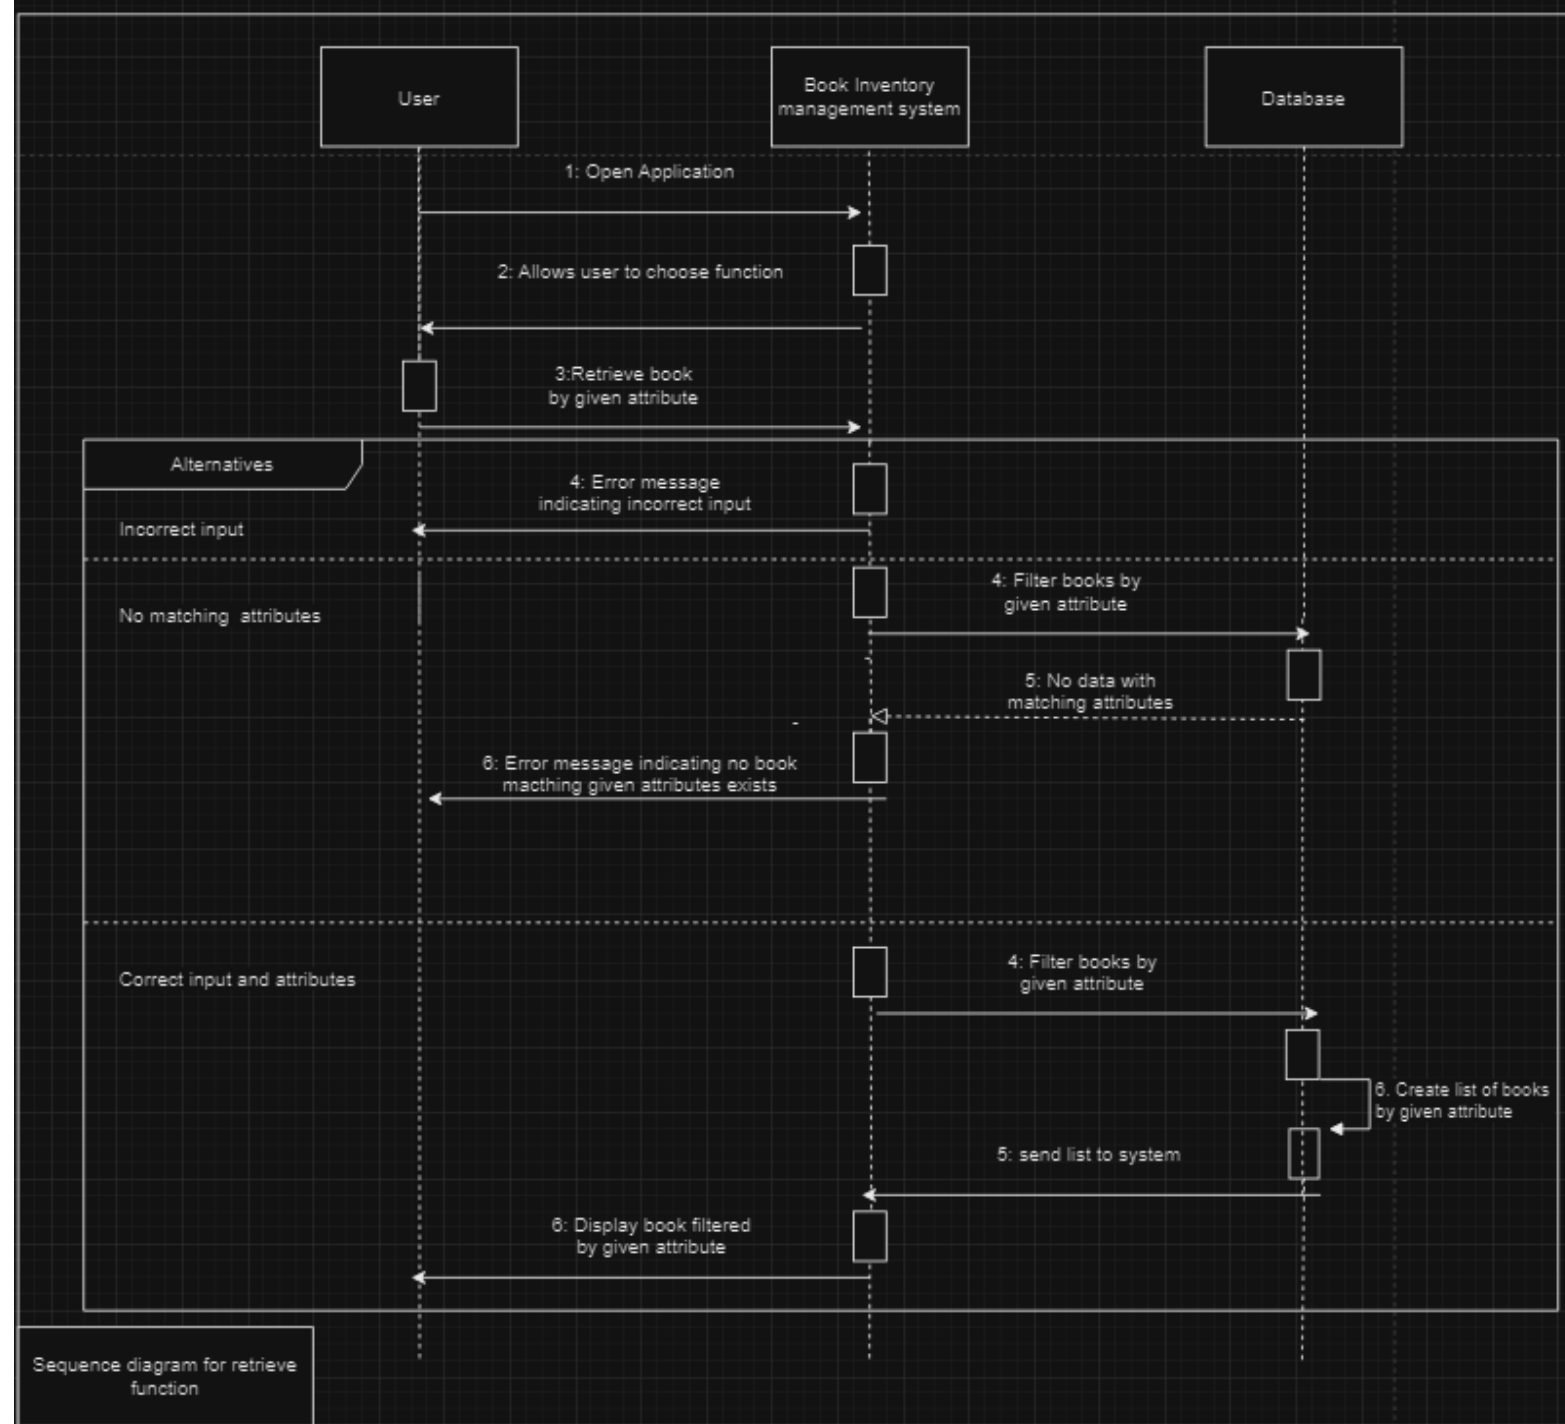 User
Book Inventory
management system
Database
1: Open Application
2: Allows user to choose function
3:Retrieve book
by given attribute
Alternatives
4: Error message
indicating incorrect input
Incorrect input
4: Filter books by
given attribute
No matching  attributes
5: No data with
matching attributes
6: Error message indicating no book
macthing given attributes exists
Correct input and attributes
4: Filter books by
given attribute
6. Create list of books
by given attribute
5: send list to system
6: Display book filtered
by given attribute
Sequence diagram for retrieve
function